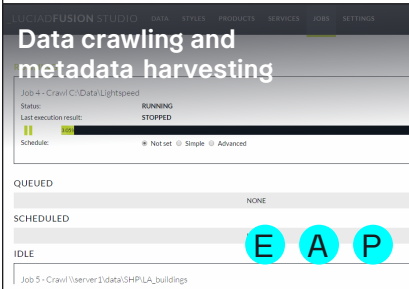 LUCIADFUSION STUDIO DATA STYLES PRODUCTS SERVICES JOBS SETTINGS
Data crawling and
metadata harvesting
Job 4 - Crawl C:\Data\Lightspeed
Status: RUNNING
Last execution result: STOPPED
Schedule: Not set Simple Advanced
QUEUED
NONE
SCHEDULED
E A P
IDLE
Job 5 - Crawl \\server1\data\SHP\LA_buildings